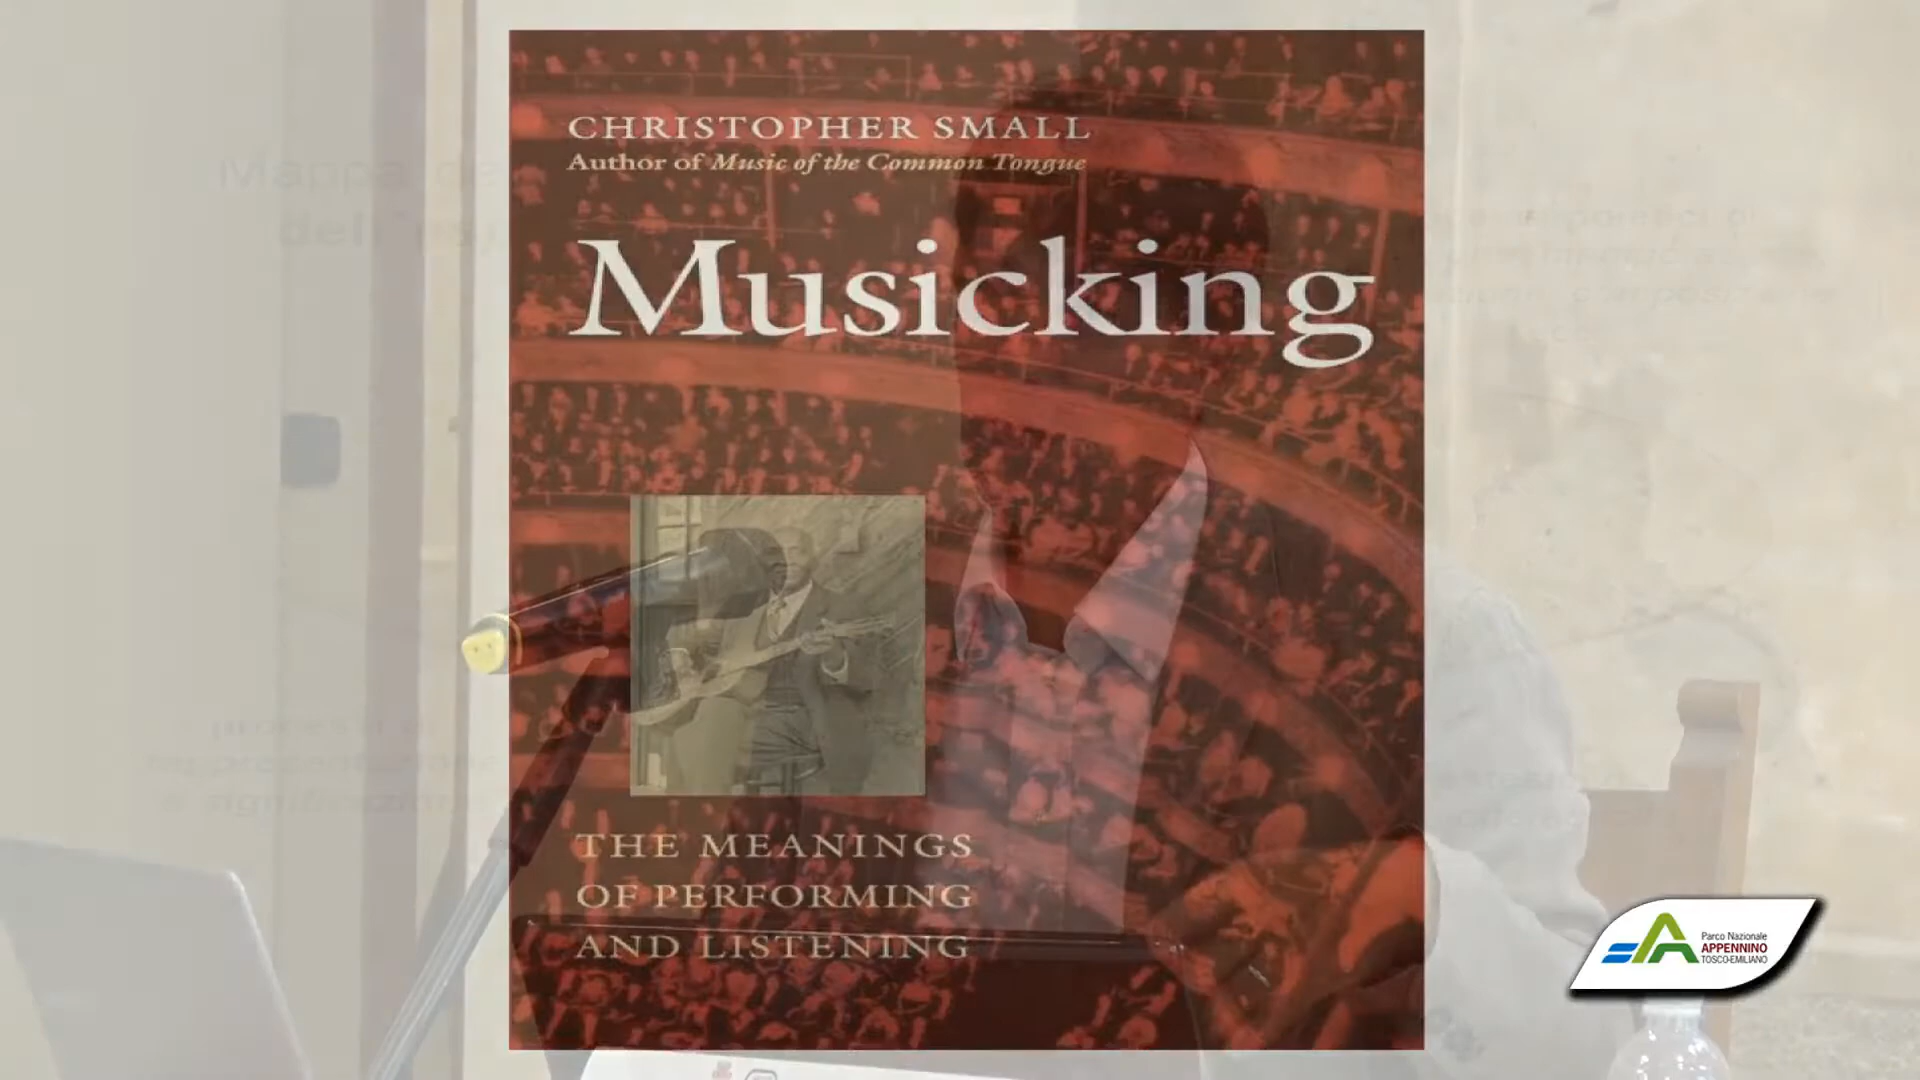 CHRISTOPHER SMALL
Author of Music of the Common Tongue
Musicking
THE MEANINGS
OF PERFORMING
AND LISTENING
Mappa
Parco Nazionale
APPENNINO
TOSCO-EMILIANO